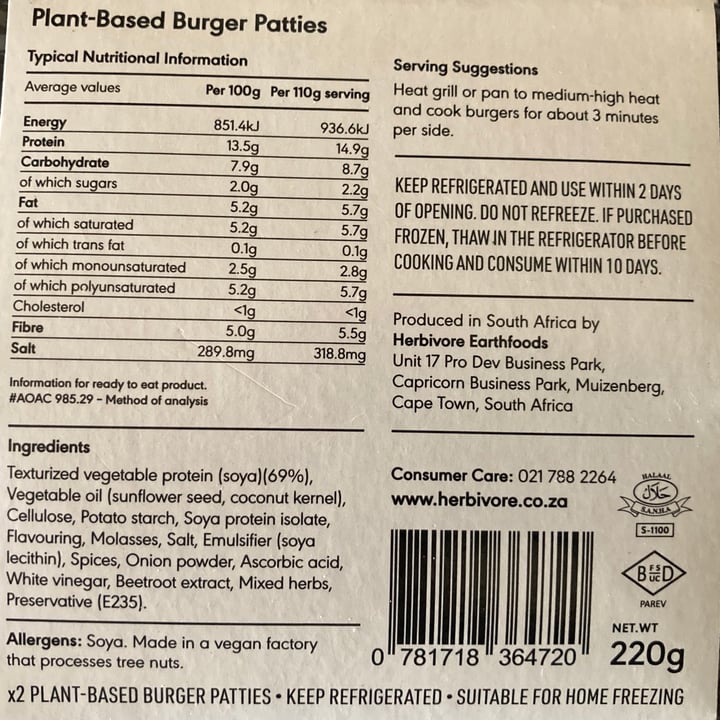 Plant-Based Burger Patties
Typical Nutritional Information
Average values Per 100g Per 110g serving
Energy 851.4kJ 936.6kJ
Protein 13.5g 14.9g
Carbohydrate 7.9g 8.7g
of which sugars 2.0g 2.2g
Fat 5.2g 5.7g
of which saturated 5.2g 5.7g
of which trans fat 0.1g 0.1g
of which monounsaturated 2.5g 2.8g
of which polyunsaturated 5.2g 5.7g
Cholesterol <1g <1g
Fibre 5.0g 5.5g
Salt 289.8mg 318.8mg
Information for ready to eat product.
#AOAC 985.29 - Method of analysis
Ingredients
Texturized vegetable protein (soya)(69%),
Vegetable oil (sunflower seed, coconut kernel),
Cellulose, Potato starch, Soya protein isolate,
Flavouring, Molasses, Salt, Emulsifier (soya
lecithin), Spices, Onion powder, Ascorbic acid,
White vinegar, Beetroot extract, Mixed herbs,
Preservative (E235).
Allergens: Soya. Made in a vegan factory
that processes tree nuts.
Serving Suggestions
Heat grill or pan to medium-high heat
and cook burgers for about 3 minutes
per side.
KEEP REFRIGERATED AND USE WITHIN 2 DAYS
OF OPENING. DO NOT REFREEZE. IF PURCHASED
FROZEN, THAW IN THE REFRIGERATOR BEFORE
COOKING AND CONSUME WITHIN 10 DAYS.
Produced in South Africa by
Herbivore Earthfoods
Unit 17 Pro Dev Business Park,
Capricorn Business Park, Muizenberg,
Cape Town, South Africa
Consumer Care: 021 788 2264
www.herbivore.co.za
HALAAL
حلال
S.A.N.H.A
S-1100
B FS UC D
PAREV
NET.WT
220g
0 781718 364720
x2 PLANT-BASED BURGER PATTIES • KEEP REFRIGERATED • SUITABLE FOR HOME FREEZING